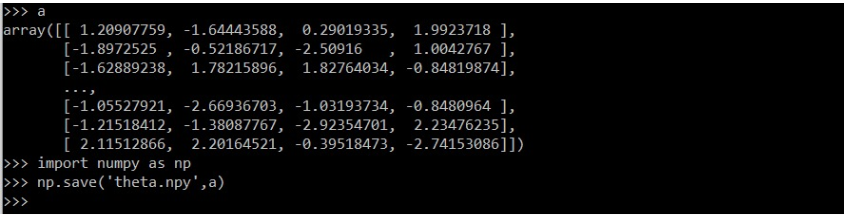 >>> a
array([[ 1.20907759, -1.64443588,  0.29019335,  1.9923718 ],
       [-1.8972525 , -0.52186717, -2.50916   ,  1.0042767 ],
       [-1.62889238,  1.78215896,  1.82764034, -0.84819874],
       ...,
       [-1.05527921, -2.66936703, -1.03193734, -0.8480964 ],
       [-1.21518412, -1.38087767, -2.92354701,  2.23476235],
       [ 2.11512866,  2.20164521, -0.39518473, -2.74153086]])
>>> import numpy as np
>>> np.save('theta.npy',a)
>>>